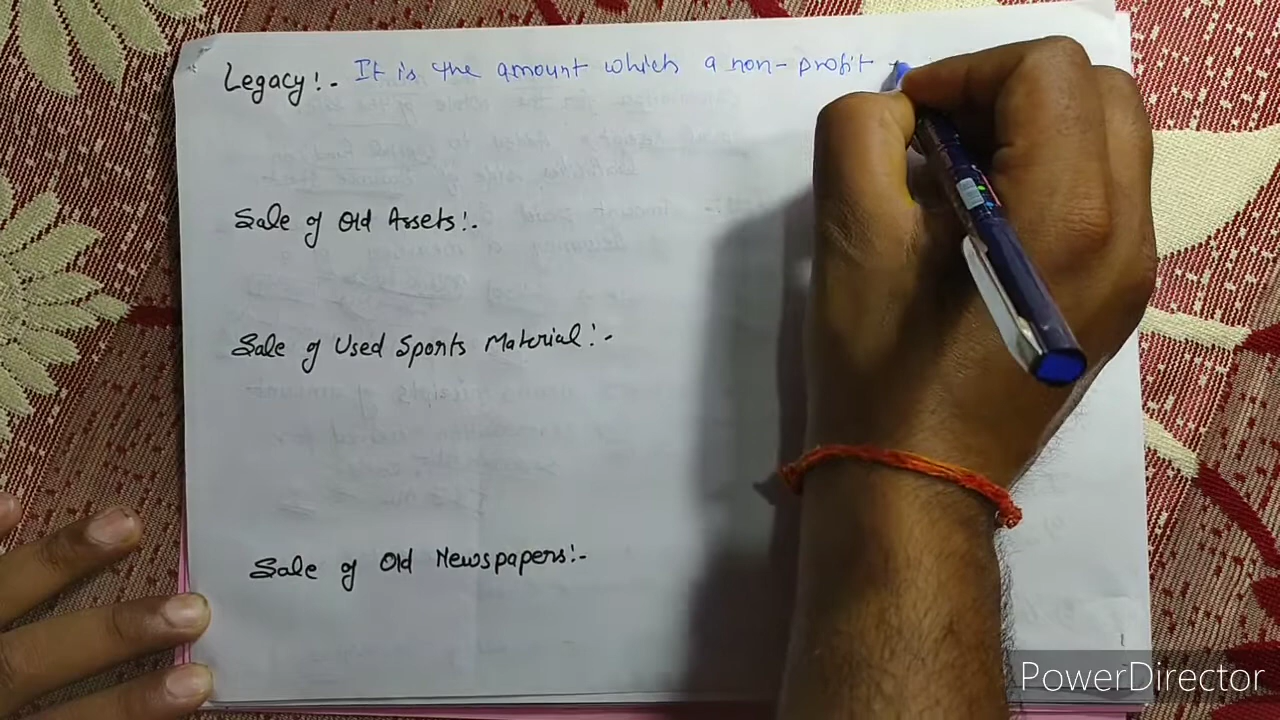 Legacy:- It is the amount which a non-profit
Sale of Old Assets:-
Sale of Used Sports Material:-
Sale of Old Newspapers:-
PowerDirector